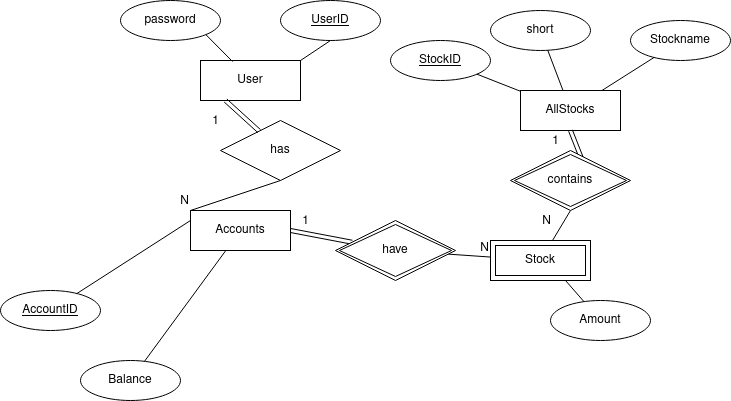 password
UserID
User
1
has
N
Accounts
AccountID
Balance
1
have
N
short
StockID
Stockname
AllStocks
1
contains
N
Stock
Amount